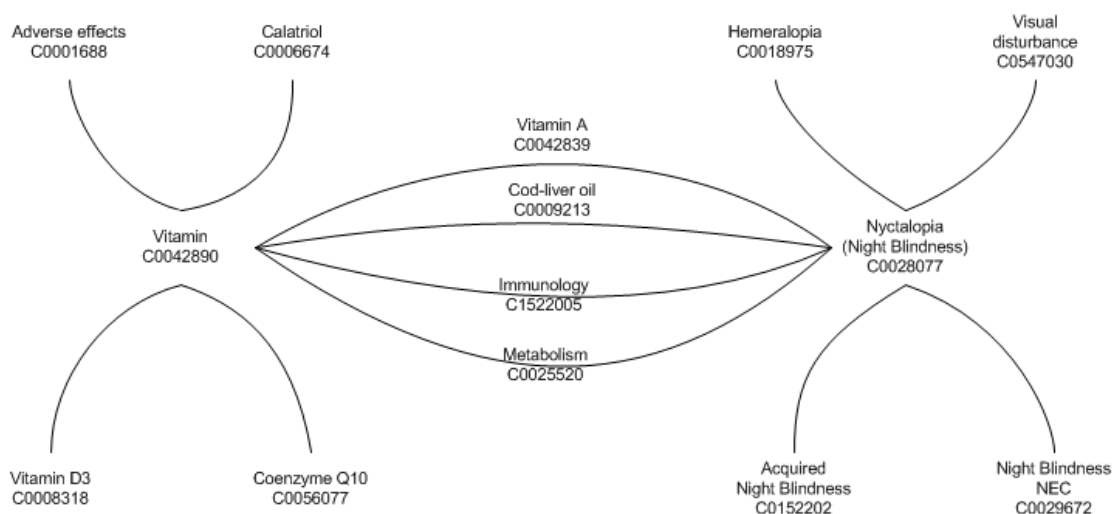 Adverse effects
C0001688
Calatriol
C0006674
Hemeralopia
C0018975
Visual
disturbance
C0547030
Vitamin A
C0042839
Cod-liver oil
C0009213
Vitamin
C0042890
Nyctalopia
(Night Blindness)
C0028077
Immunology
C1522005
Metabolism
C0025520
Vitamin D3
C0008318
Coenzyme Q10
C0056077
Acquired
Night Blindness
C0152202
Night Blindness
NEC
C0029672